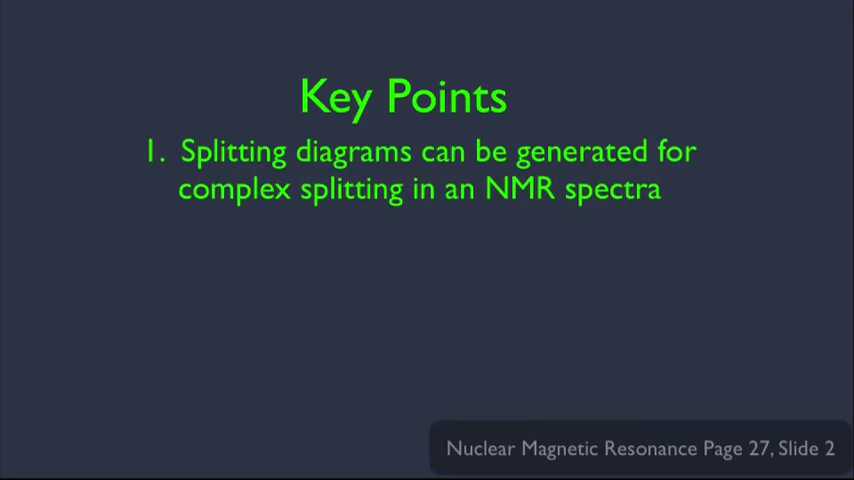 Key Points
1. Splitting diagrams can be generated for
complex splitting in an NMR spectra
Nuclear Magnetic Resonance Page 27, Slide 2